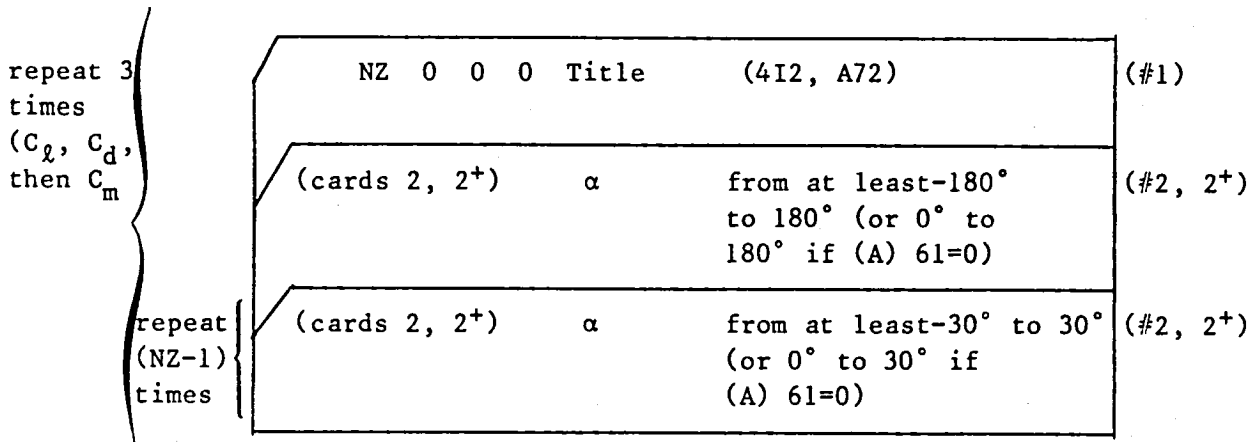 repeat 3
times
(Cℓ, Cd,
then Cm
NZ 0 0 0 Title (4I2, A72) (#1)
(cards 2, 2+) α from at least-180° (#2, 2+)
to 180° (or 0° to
180° if (A) 61=0)
repeat
(NZ-1)
times
(cards 2, 2+) α from at least-30° to 30° (#2, 2+)
(or 0° to 30° if
(A) 61=0)